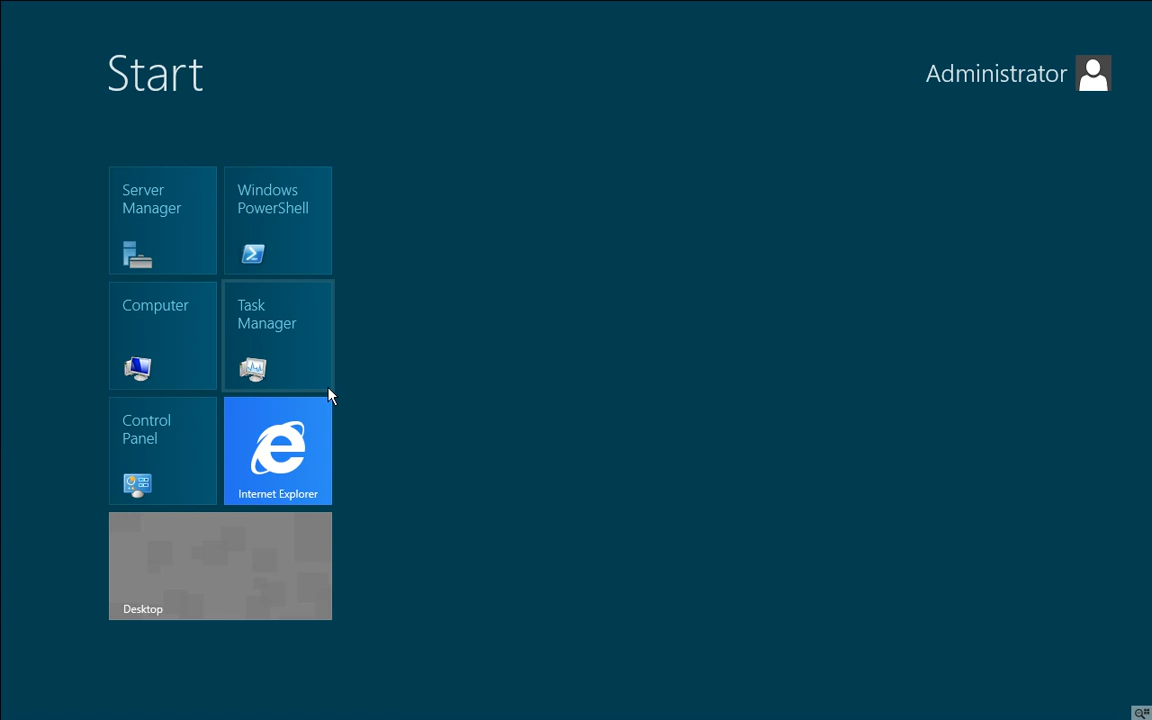 Start
Administrator
Server
Manager
Windows
PowerShell
Computer
Task
Manager
Control
Panel
Internet Explorer
Desktop